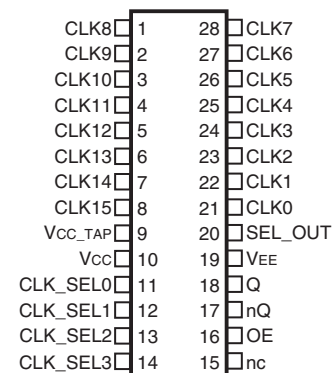 CLK8 1 28 CLK7
CLK9 2 27 CLK6
CLK10 3 26 CLK5
CLK11 4 25 CLK4
CLK12 5 24 CLK3
CLK13 6 23 CLK2
CLK14 7 22 CLK1
CLK15 8 21 CLK0
VCC_TAP 9 20 SEL_OUT
VCC 10 19 VEE
CLK_SEL0 11 18 Q
CLK_SEL1 12 17 nQ
CLK_SEL2 13 16 OE
CLK_SEL3 14 15 nc